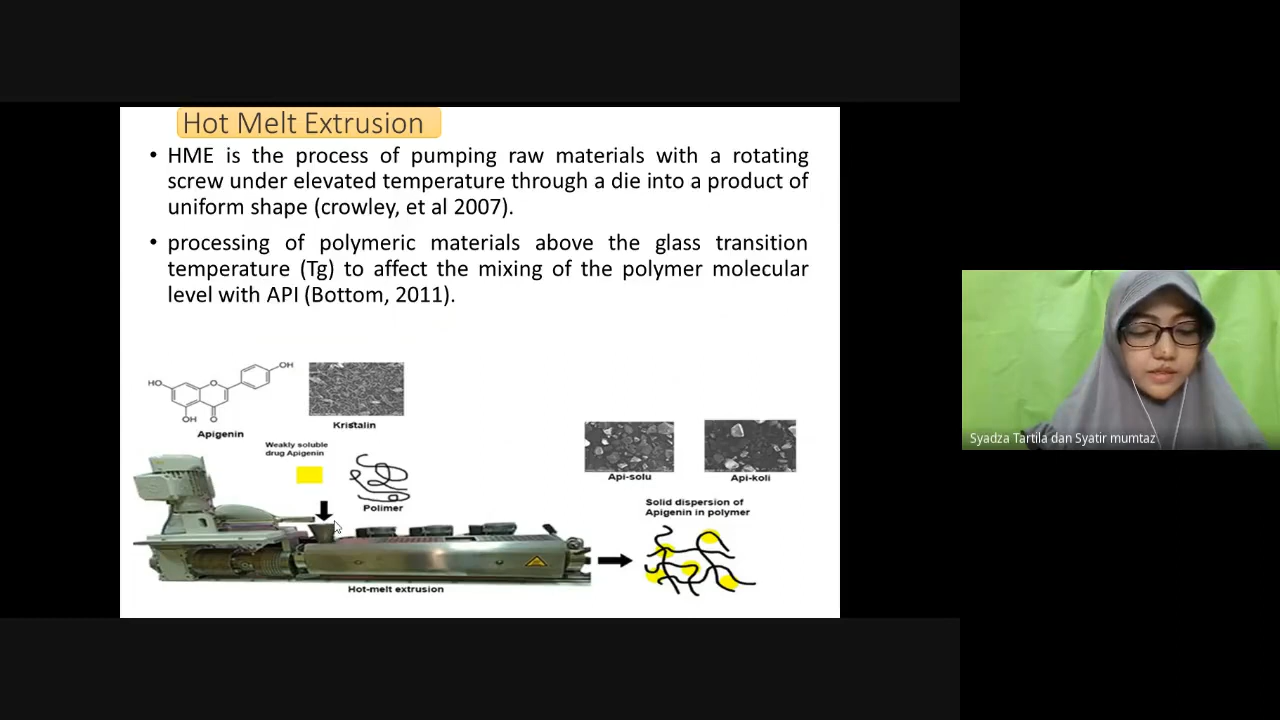 Hot Melt Extrusion
• HME is the process of pumping raw materials with a rotating
screw under elevated temperature through a die into a product of
uniform shape (crowley, et al 2007).
• processing of polymeric materials above the glass transition
temperature (Tg) to affect the mixing of the polymer molecular
level with API (Bottom, 2011).
OH
HO
O
OH
O
Apigenin
Kristalin
Weakly soluble
drug Apigenin
Polimer
Hot-melt extrusion
Api-solu
Api-koli
Solid dispersion of
Apigenin in polymer
Syadza Tartila dan Syatir mumtaz